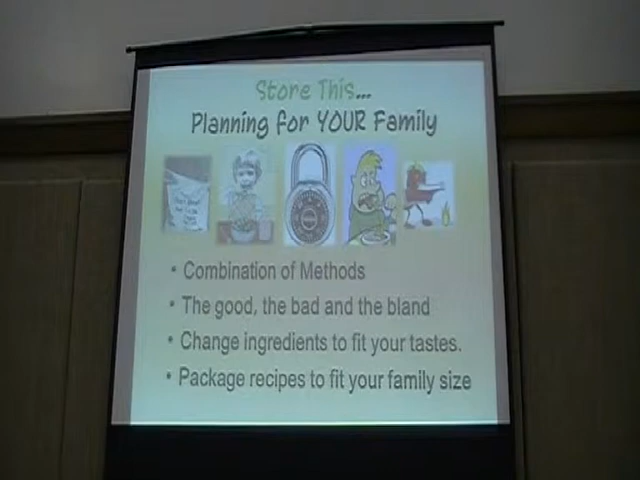 Store This...
Planning for YOUR Family
• Combination of Methods
• The good, the bad and the bland
• Change ingredients to fit your tastes.
• Package recipes to fit your family size